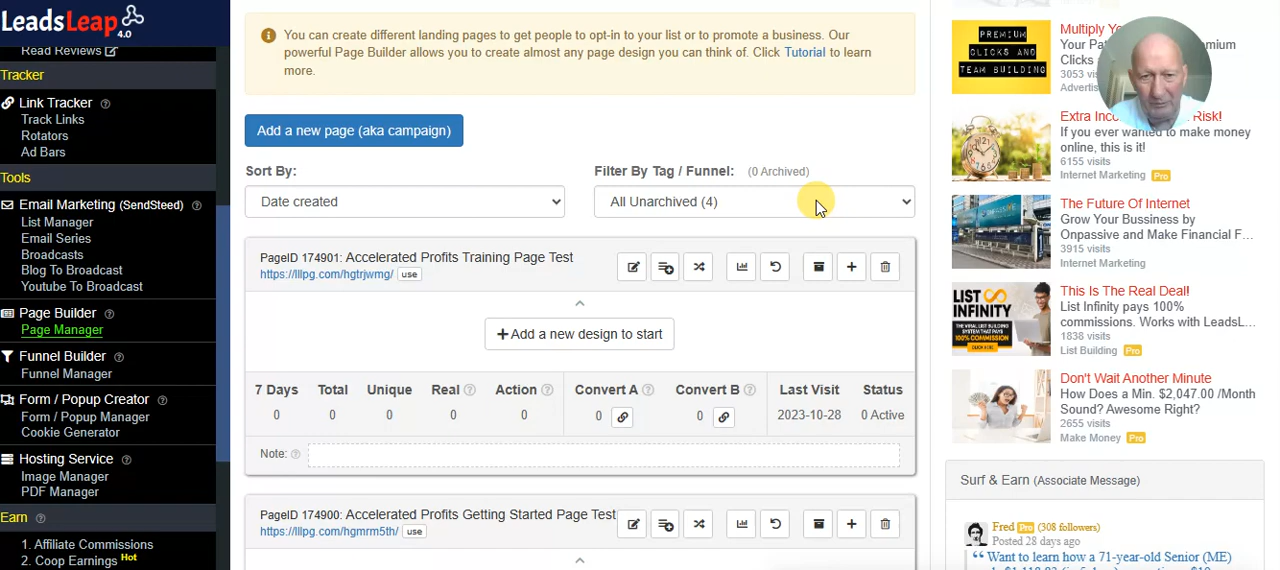 LeadsLeap 4.0
Read Reviews
Tracker
Link Tracker
Track Links
Rotators
Ad Bars
Tools
Email Marketing (SendSteed)
List Manager
Email Series
Broadcasts
Blog To Broadcast
Youtube To Broadcast
Page Builder
Page Manager
Funnel Builder
Funnel Manager
Form / Popup Creator
Form / Popup Manager
Cookie Generator
Hosting Service
Image Manager
PDF Manager
Earn
1. Affiliate Commissions
2. Coop Earnings Hot
You can create different landing pages to get people to opt-in to your list or to promote a business. Our
powerful Page Builder allows you to create almost any page design you can think of. Click Tutorial to learn
more.
Add a new page (aka campaign)
Sort By:
Date created
Filter By Tag / Funnel: (0 Archived)
All Unarchived (4)
PageID 174901: Accelerated Profits Training Page Test
https://lllpg.com/hgtrjwmg/ use
Add a new design to start
7 Days Total Unique Real Action Convert A Convert B Last Visit Status
0 0 0 0 0 0 0 2023-10-28 0 Active
Note:
PageID 174900: Accelerated Profits Getting Started Page Test
https://lllpg.com/hgmrm5th/ use
PREMIUM
CLICKS AND
TEAM BUILDING
Multiply
Clicks
3053
Extra Risk!
If you ever wanted to make money
online, this is it!
6155 visits
Internet Marketing Pro
The Future Of Internet
Grow Your Bussiness by
Onpassive and Make Financial F...
3915 visits
Internet Marketing
LIST
INFINITY
THE VIRAL LIST BUILDING
SYSTEM THAT PAYS
100%
COMMISSION
This Is The Real Deal!
List Infinity pays 100%
commissions. Works with LeadsL...
1838 visits
List Building Pro
Don't Wait Another Minute
How Does a Min. $2,047.00 /Month
Sound? Awesome Right?
2655 visits
Make Money Pro
Surf & Earn (Associate Message)
Fred Pro (308 followers)
Posted 28 days ago
“ Want to learn how a 71-year-old Senior (ME)